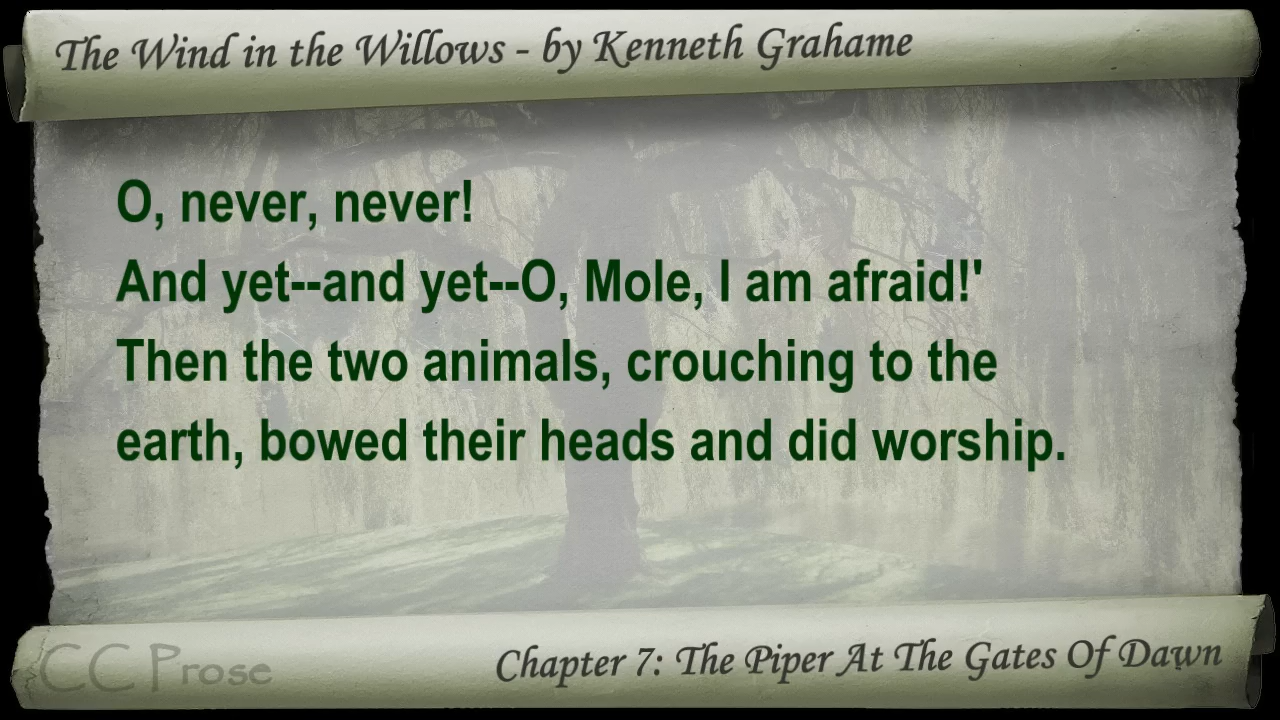 The Wind in the Willows - by Kenneth Grahame
O, never, never!
And yet--and yet--O, Mole, I am afraid!'
Then the two animals, crouching to the
earth, bowed their heads and did worship.
CC Prose
Chapter 7: The Piper At The Gates Of Dawn